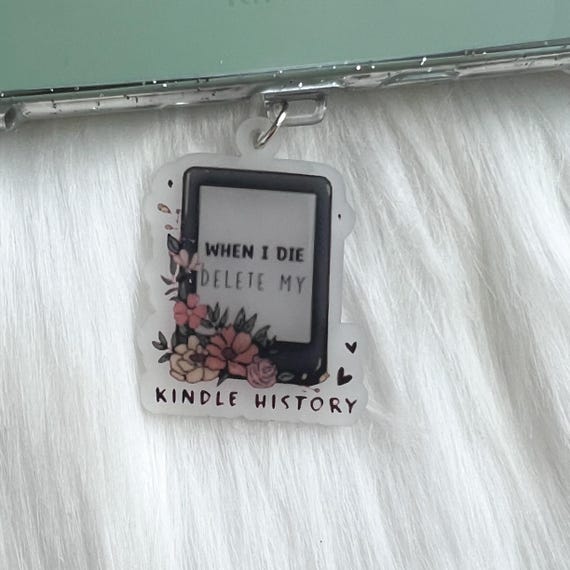 WHEN I DIE
DELETE MY
KINDLE HISTORY